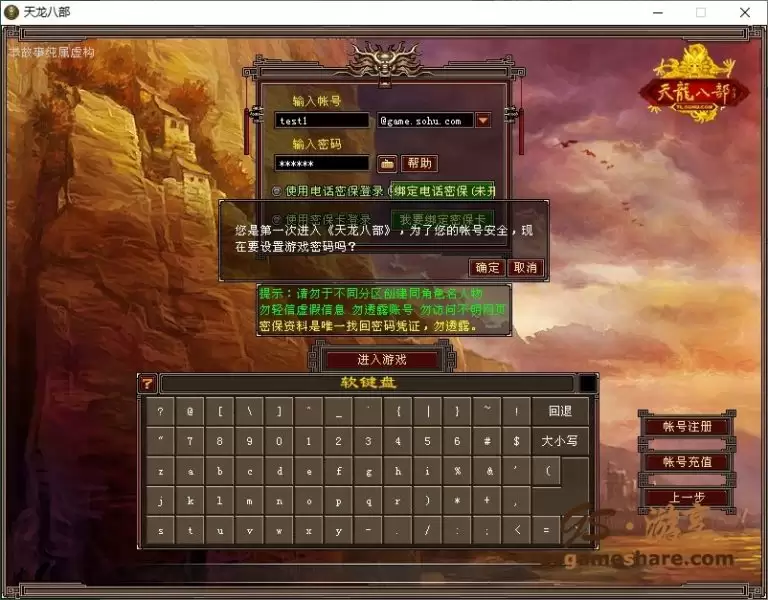 天龙八部
本故事纯属虚构
天龍八部
TL.SOHU.COM
输入帐号
test1
@game.sohu.com
输入密码
******
帮助
使用电话密保登录
(绑定电话密保(未开
使用密保卡登录
我要绑定密保卡
您是第一次进入《天龙八部》,为了您的帐号安全,现
在要设置游戏密码吗?
确定 取消
提示:请勿于不同分区创建同角色名人物
勿轻信虚假信息 勿透露账号 勿访问不明网页
密保资料是唯一找回密码凭证,勿透露。
进入游戏
? 软键盘
? @ [ \ ] ^ _ ` { | } ~ ! 回退
" 7 8 9 0 1 2 3 4 5 6 # $ 大小写
z a b c d e f g h i % & ' (
j k l m n o p q r ) * + ,
s t u v w x y - . / : ; < =
帐号注册
帐号充值
上一步
gameshare.com